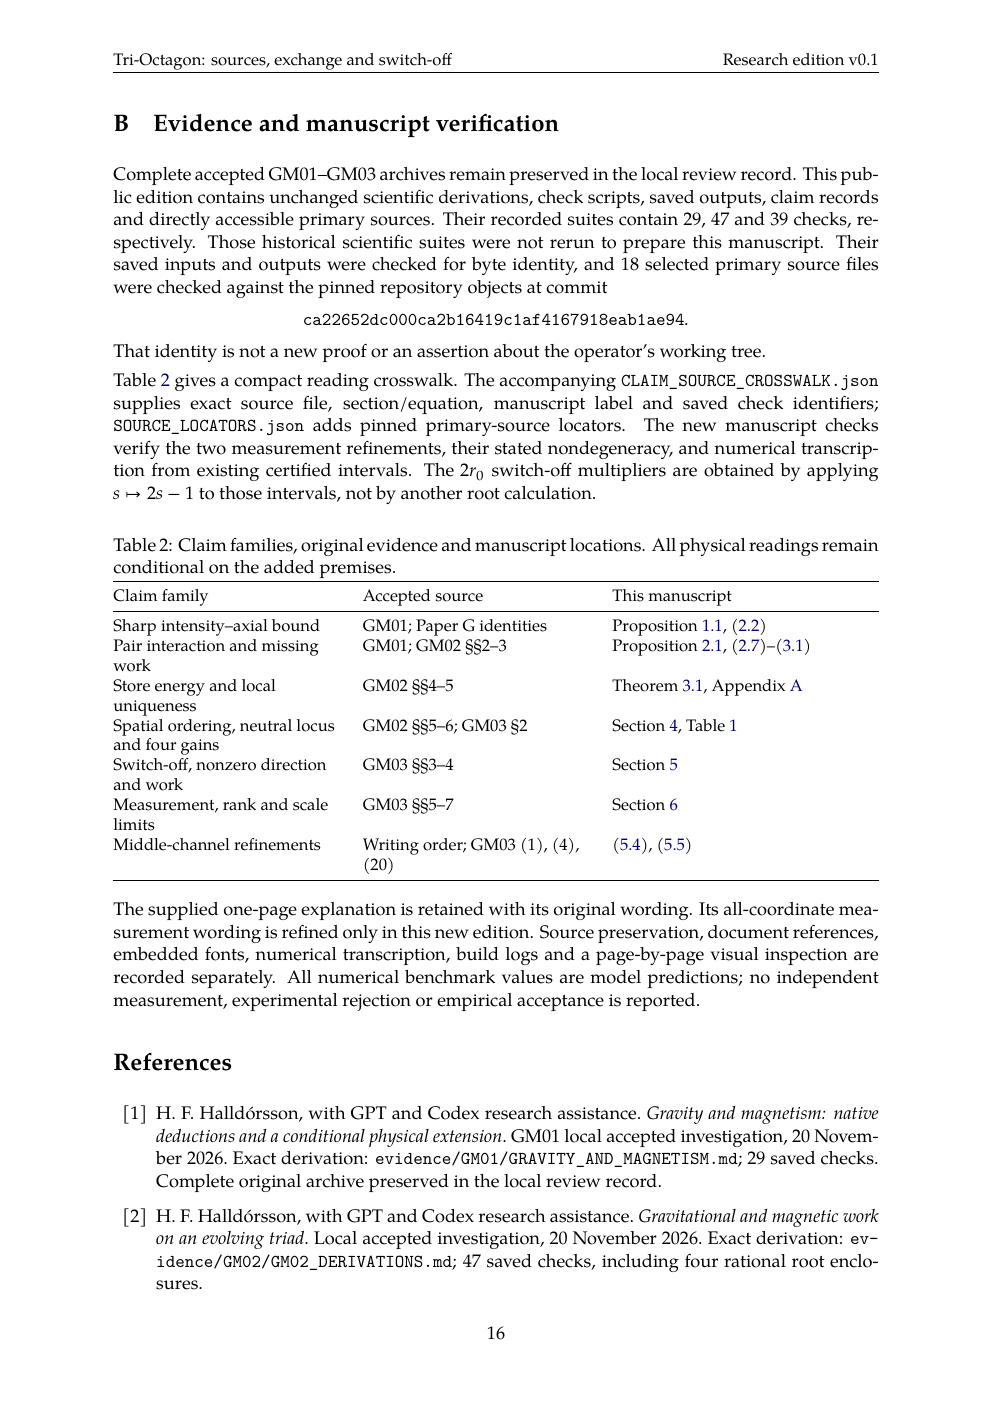 Tri-Octagon: sources, exchange and switch-off Research edition v0.1
B Evidence and manuscript verification
Complete accepted GM01–GM03 archives remain preserved in the local review record. This pub-
lic edition contains unchanged scientific derivations, check scripts, saved outputs, claim records
and directly accessible primary sources. Their recorded suites contain 29, 47 and 39 checks, re-
spectively. Those historical scientific suites were not rerun to prepare this manuscript. Their
saved inputs and outputs were checked for byte identity, and 18 selected primary source files
were checked against the pinned repository objects at commit
ca22652dc000ca2b16419c1af4167918eab1ae94.
That identity is not a new proof or an assertion about the operator's working tree.
Table 2 gives a compact reading crosswalk. The accompanying CLAIM_SOURCE_CROSSWALK.json
supplies exact source file, section/equation, manuscript label and saved check identifiers;
SOURCE_LOCATORS.json adds pinned primary-source locators. The new manuscript checks
verify the two measurement refinements, their stated nondegeneracy, and numerical transcrip-
tion from existing certified intervals. The 2r₀ switch-off multipliers are obtained by applying
s ↦ 2s − 1 to those intervals, not by another root calculation.
Table 2: Claim families, original evidence and manuscript locations. All physical readings remain
conditional on the added premises.
Claim family Accepted source This manuscript
Sharp intensity–axial bound GM01; Paper G identities Proposition 1.1, (2.2)
Pair interaction and missing GM01; GM02 §§2–3 Proposition 2.1, (2.7)–(3.1)
work
Store energy and local GM02 §§4–5 Theorem 3.1, Appendix A
uniqueness
Spatial ordering, neutral locus GM02 §§5–6; GM03 §2 Section 4, Table 1
and four gains
Switch-off, nonzero direction GM03 §§3–4 Section 5
and work
Measurement, rank and scale GM03 §§5–7 Section 6
limits
Middle-channel refinements Writing order; GM03 (1), (4), (5.4), (5.5)
(20)
The supplied one-page explanation is retained with its original wording. Its all-coordinate mea-
surement wording is refined only in this new edition. Source preservation, document references,
embedded fonts, numerical transcription, build logs and a page-by-page visual inspection are
recorded separately. All numerical benchmark values are model predictions; no independent
measurement, experimental rejection or empirical acceptance is reported.
References
[1] H. F. Halldórsson, with GPT and Codex research assistance. Gravity and magnetism: native
deductions and a conditional physical extension. GM01 local accepted investigation, 20 Novem-
ber 2026. Exact derivation: evidence/GM01/GRAVITY_AND_MAGNETISM.md; 29 saved checks.
Complete original archive preserved in the local review record.
[2] H. F. Halldórsson, with GPT and Codex research assistance. Gravitational and magnetic work
on an evolving triad. Local accepted investigation, 20 November 2026. Exact derivation: ev-
idence/GM02/GM02_DERIVATIONS.md; 47 saved checks, including four rational root enclo-
sures.
16